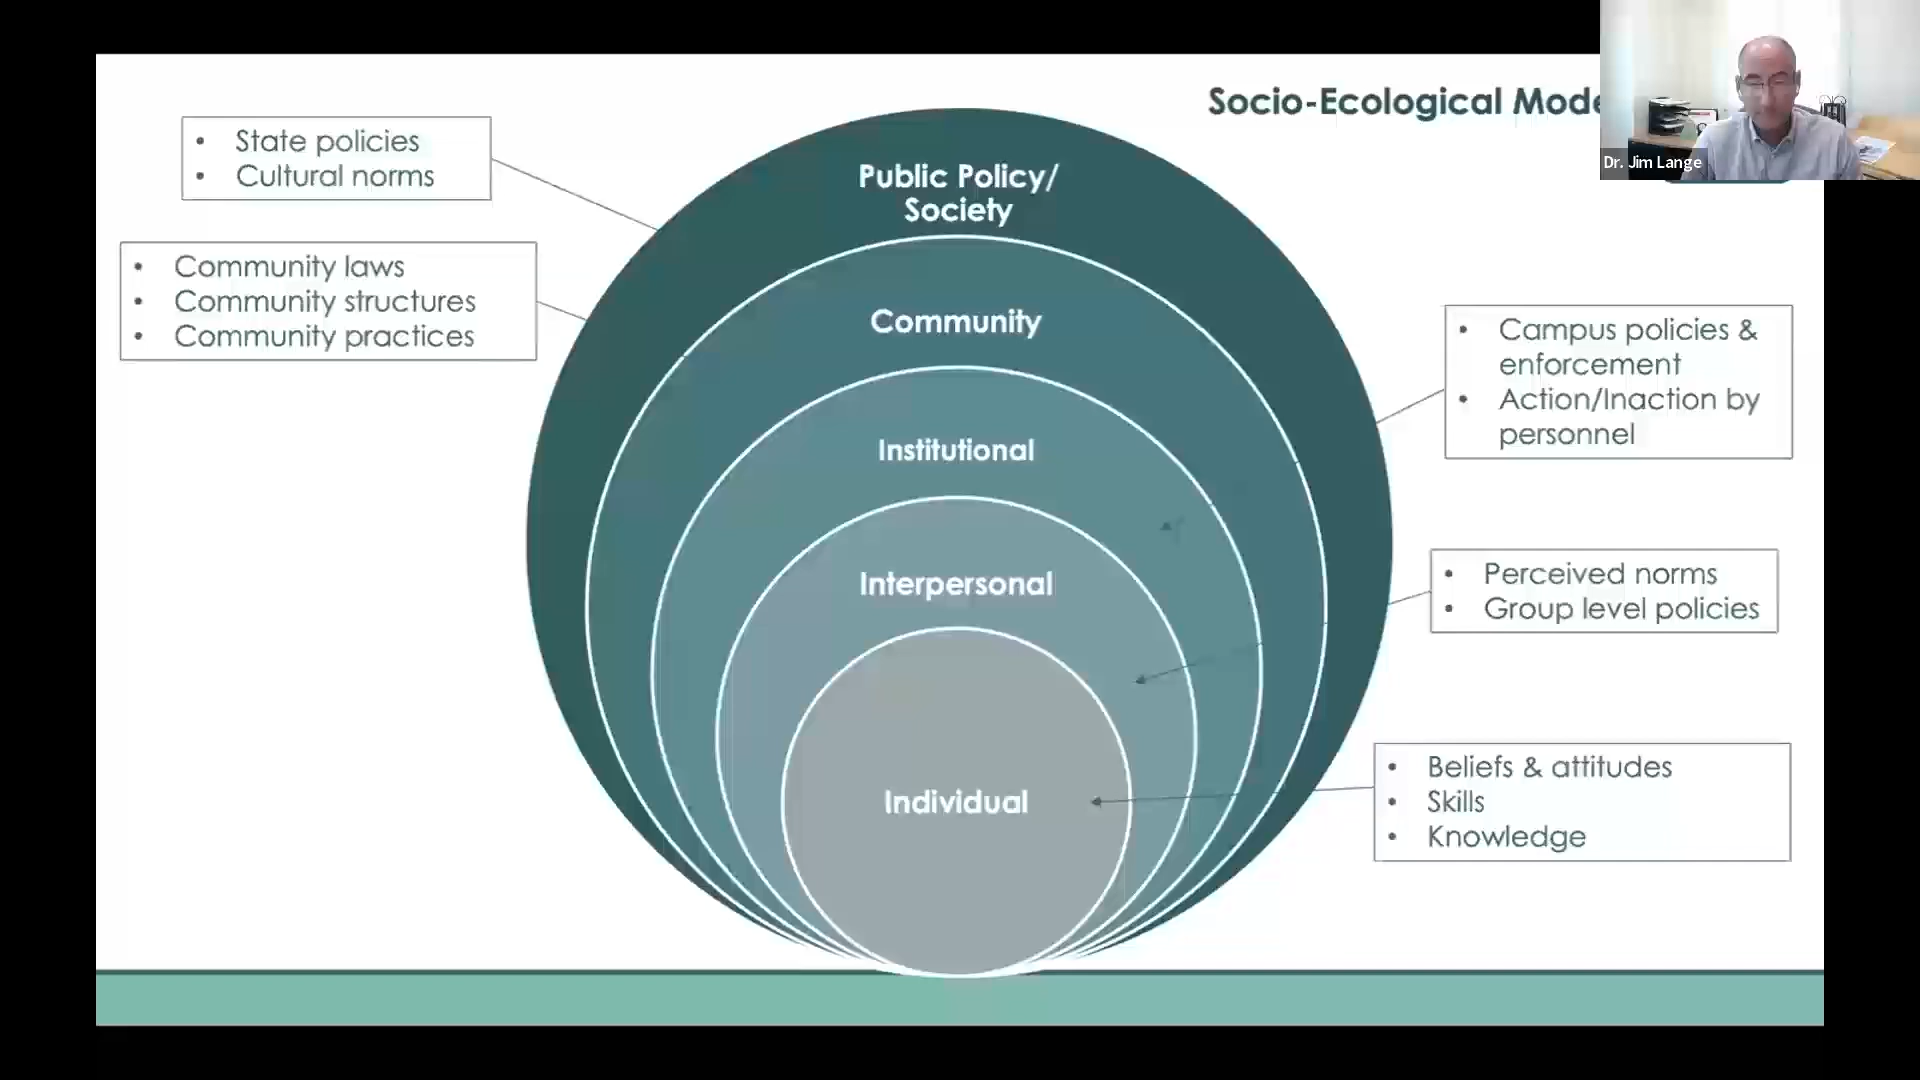 Socio-Ecological Mode
Dr. Jim Lange
• State policies
• Cultural norms
• Community laws
• Community structures
• Community practices
Public Policy/
Society
Community
Institutional
Interpersonal
Individual
• Campus policies &
enforcement
• Action/Inaction by
personnel
• Perceived norms
• Group level policies
• Beliefs & attitudes
• Skills
• Knowledge